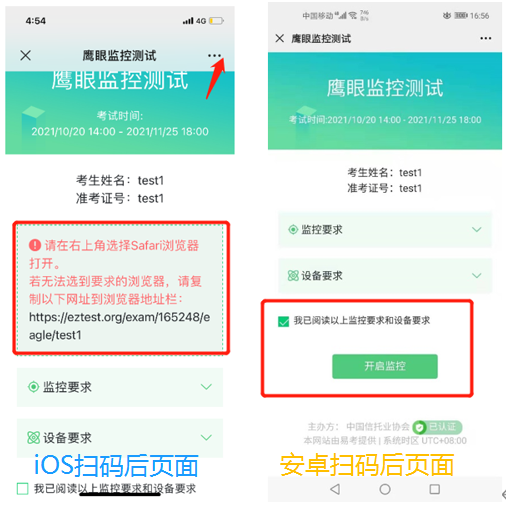 4:54
4G
鹰眼监控测试
鹰眼监控测试
考试时间:
2021/10/20 14:00 - 2021/11/25 18:00
考生姓名：test1
准考证号：test1
请在右上角选择Safari浏览器
打开。
若无法选到要求的浏览器，请复
制以下网址到浏览器地址栏：
https://eztest.org/exam/165248/e
agle/test1
监控要求
设备要求
iOS扫码后页面
我已阅读以上监控要求和设备要求
中国移动
16:56
鹰眼监控测试
鹰眼监控测试
考试时间:2021/10/20 14:00 - 2021/11/25 18:00
考生姓名：test1
准考证号：test1
监控要求
设备要求
我已阅读以上监控要求和设备要求
开启监控
主办方： 中国信托业协会 已认证
本网站由易考提供 | 系统时区 UTC+08:00
安卓扫码后页面